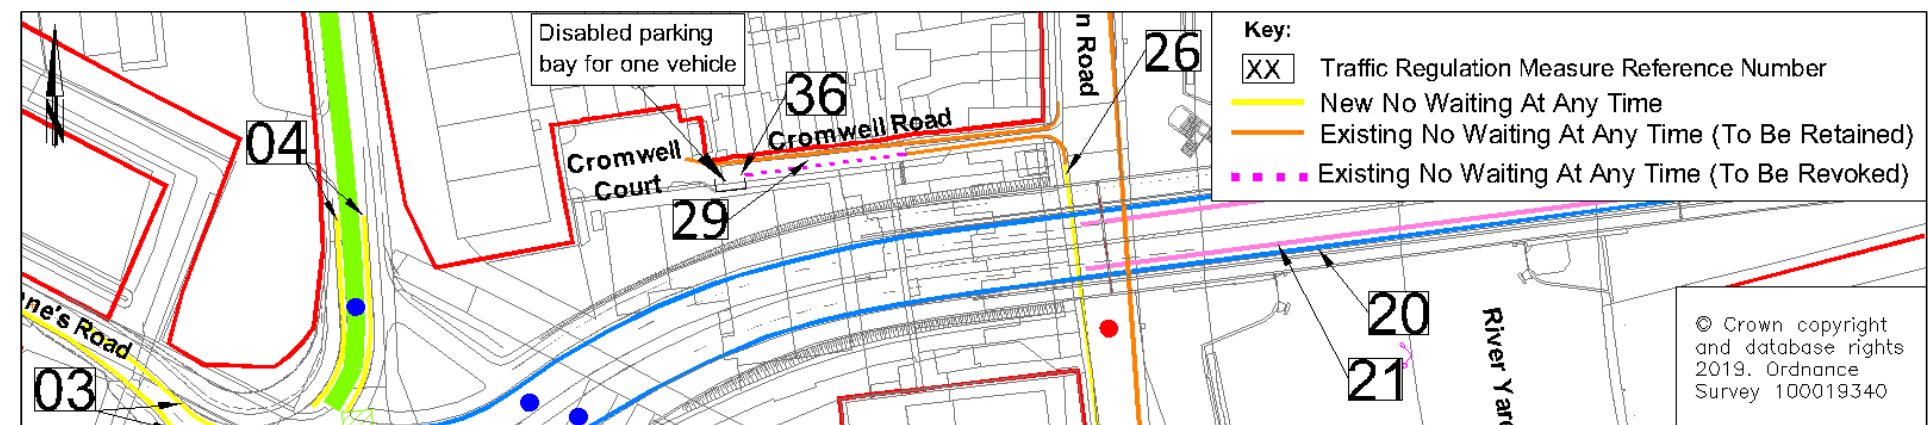 Disabled parking
bay for one vehicle
n Road
26
Key:
XX Traffic Regulation Measure Reference Number
New No Waiting At Any Time
Existing No Waiting At Any Time (To Be Retained)
Existing No Waiting At Any Time (To Be Revoked)
36
04
Cromwell Road
Cromwell
Court
29
ne's Road
03
20
21
River Yar
© Crown copyright
and database rights
2019. Ordnance
Survey 100019340